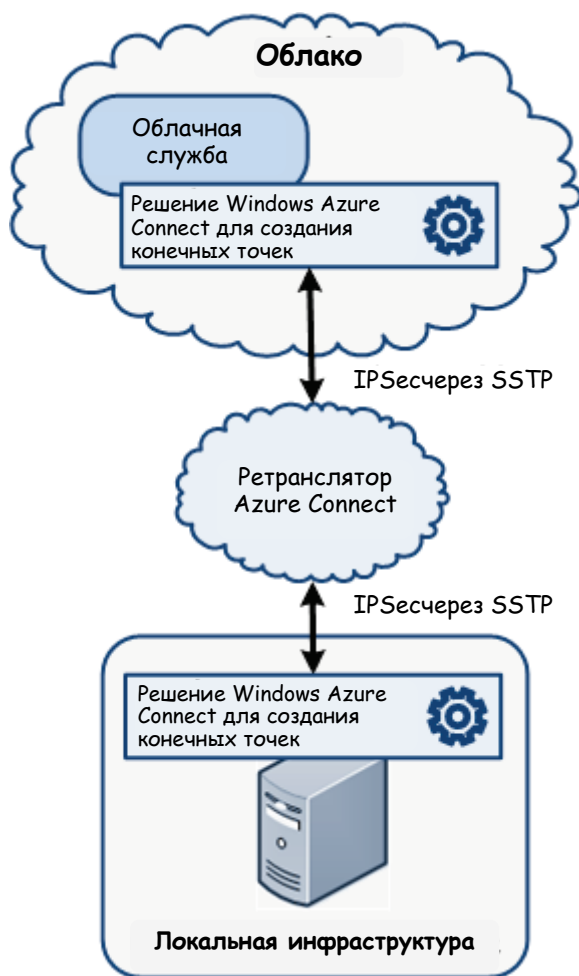 Облако
Облачная
служба
Решение Windows Azure
Connect для создания
конечных точек
IPSecчерез SSTP
Ретранслятор
Azure Connect
IPSecчерез SSTP
Решение Windows Azure
Connect для создания
конечных точек
Локальная инфраструктура